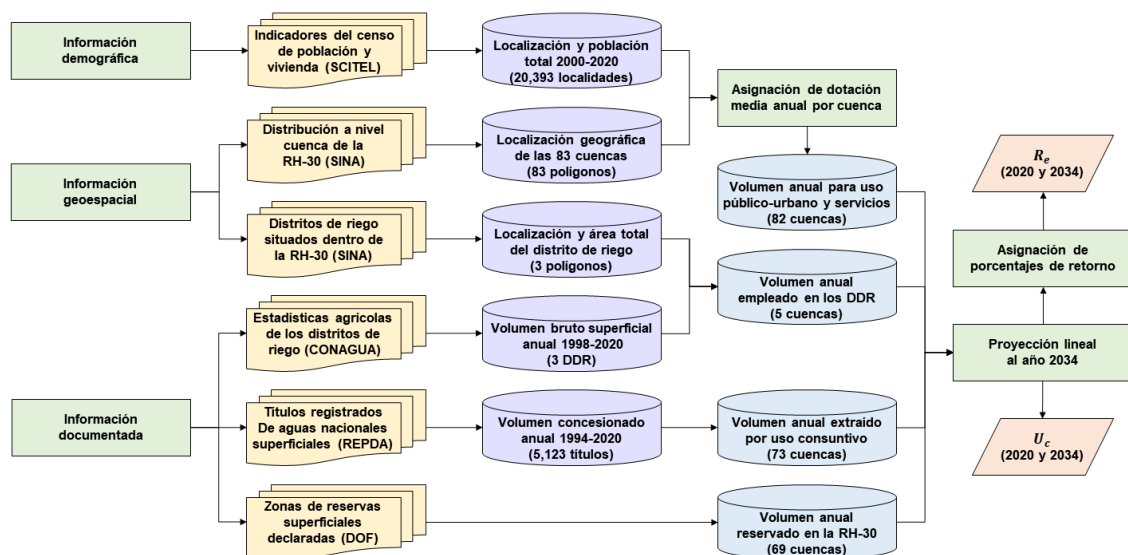 Información
demográfica
Indicadores del censo
de población y
vivienda (SCITEL)
Localización y población
total 2000-2020
(20,393 localidades)
Asignación de dotación
media anual por cuenca
Distribución a nivel
cuenca de la
RH-30 (SINA)
Localización geográfica
de las 83 cuencas
(83 polígonos)
Información
geoespacial
Volumen anual para uso
público-urbano y servicios
(82 cuencas)
R_e
(2020 y 2034)
Distritos de riego
situados dentro de
la RH-30 (SINA)
Localización y área total
del distrito de riego
(3 polígonos)
Asignación de
porcentajes de retorno
Volumen anual
empleado en los DDR
(5 cuencas)
Estadísticas agrícolas
de los distritos de
riego (CONAGUA)
Volumen bruto superficial
anual 1998-2020
(3 DDR)
Proyección lineal
al año 2034
Información
documentada
Títulos registrados
De aguas nacionales
superficiales (REPDA)
Volumen concesionado
anual 1994-2020
(5,123 títulos)
Volumen anual extraído
por uso consuntivo
(73 cuencas)
U_c
(2020 y 2034)
Zonas de reservas
superficiales
declaradas (DOF)
Volumen anual
reservado en la RH-30
(69 cuencas)